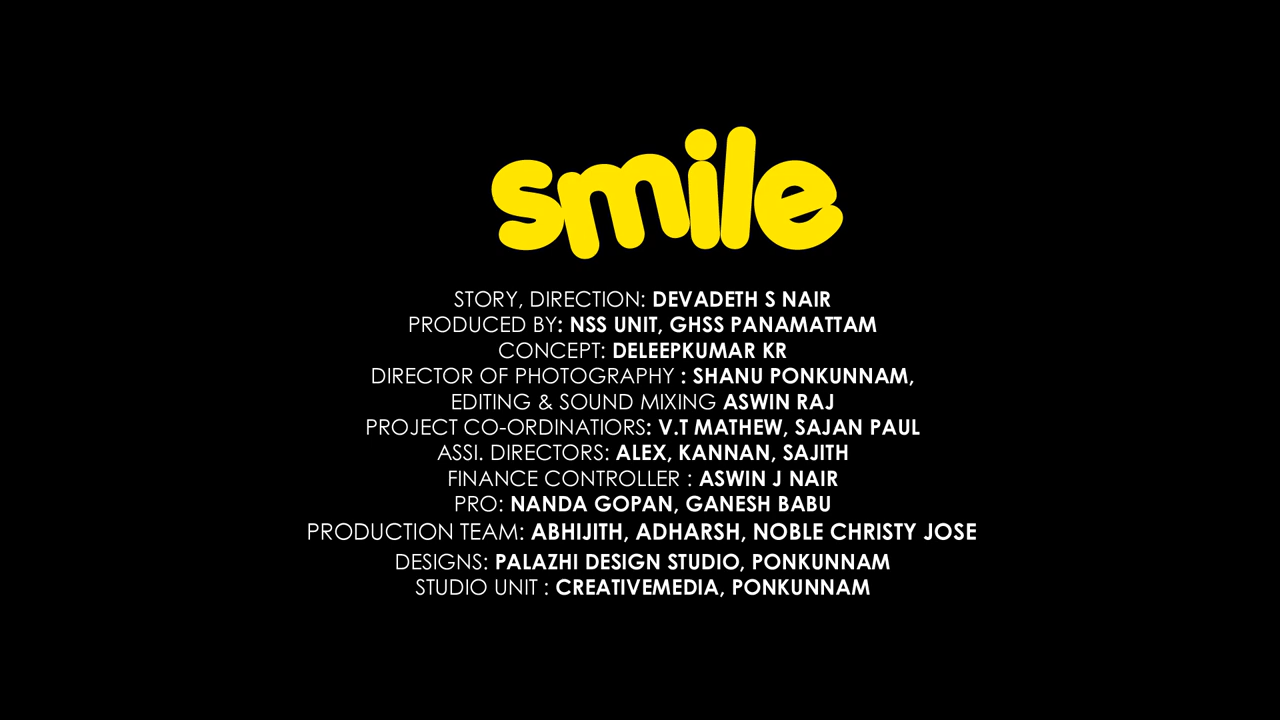 smile
STORY, DIRECTION: DEVADETH S NAIR
PRODUCED BY: NSS UNIT, GHSS PANAMATTAM
CONCEPT: DELEEPKUMAR KR
DIRECTOR OF PHOTOGRAPHY : SHANU PONKUNNAM,
EDITING & SOUND MIXING ASWIN RAJ
PROJECT CO-ORDINATIORS: V.T MATHEW, SAJAN PAUL
ASSI. DIRECTORS: ALEX, KANNAN, SAJITH
FINANCE CONTROLLER : ASWIN J NAIR
PRO: NANDA GOPAN, GANESH BABU
PRODUCTION TEAM: ABHIJITH, ADHARSH, NOBLE CHRISTY JOSE
DESIGNS: PALAZHI DESIGN STUDIO, PONKUNNAM
STUDIO UNIT : CREATIVEMEDIA, PONKUNNAM